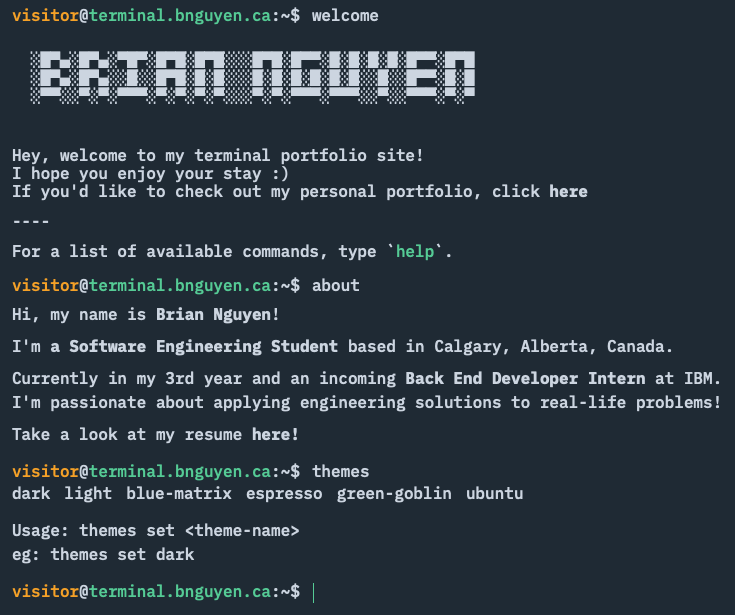 visitor@terminal.bnguyen.ca:~$ welcome
BRIAN NGUYEN
Hey, welcome to my terminal portfolio site!
I hope you enjoy your stay :)
If you'd like to check out my personal portfolio, click here
----
For a list of available commands, type `help`.
visitor@terminal.bnguyen.ca:~$ about
Hi, my name is Brian Nguyen!
I'm a Software Engineering Student based in Calgary, Alberta, Canada.
Currently in my 3rd year and an incoming Back End Developer Intern at IBM.
I'm passionate about applying engineering solutions to real-life problems!
Take a look at my resume here!
visitor@terminal.bnguyen.ca:~$ themes
dark light blue-matrix espresso green-goblin ubuntu
Usage: themes set <theme-name>
eg: themes set dark
visitor@terminal.bnguyen.ca:~$